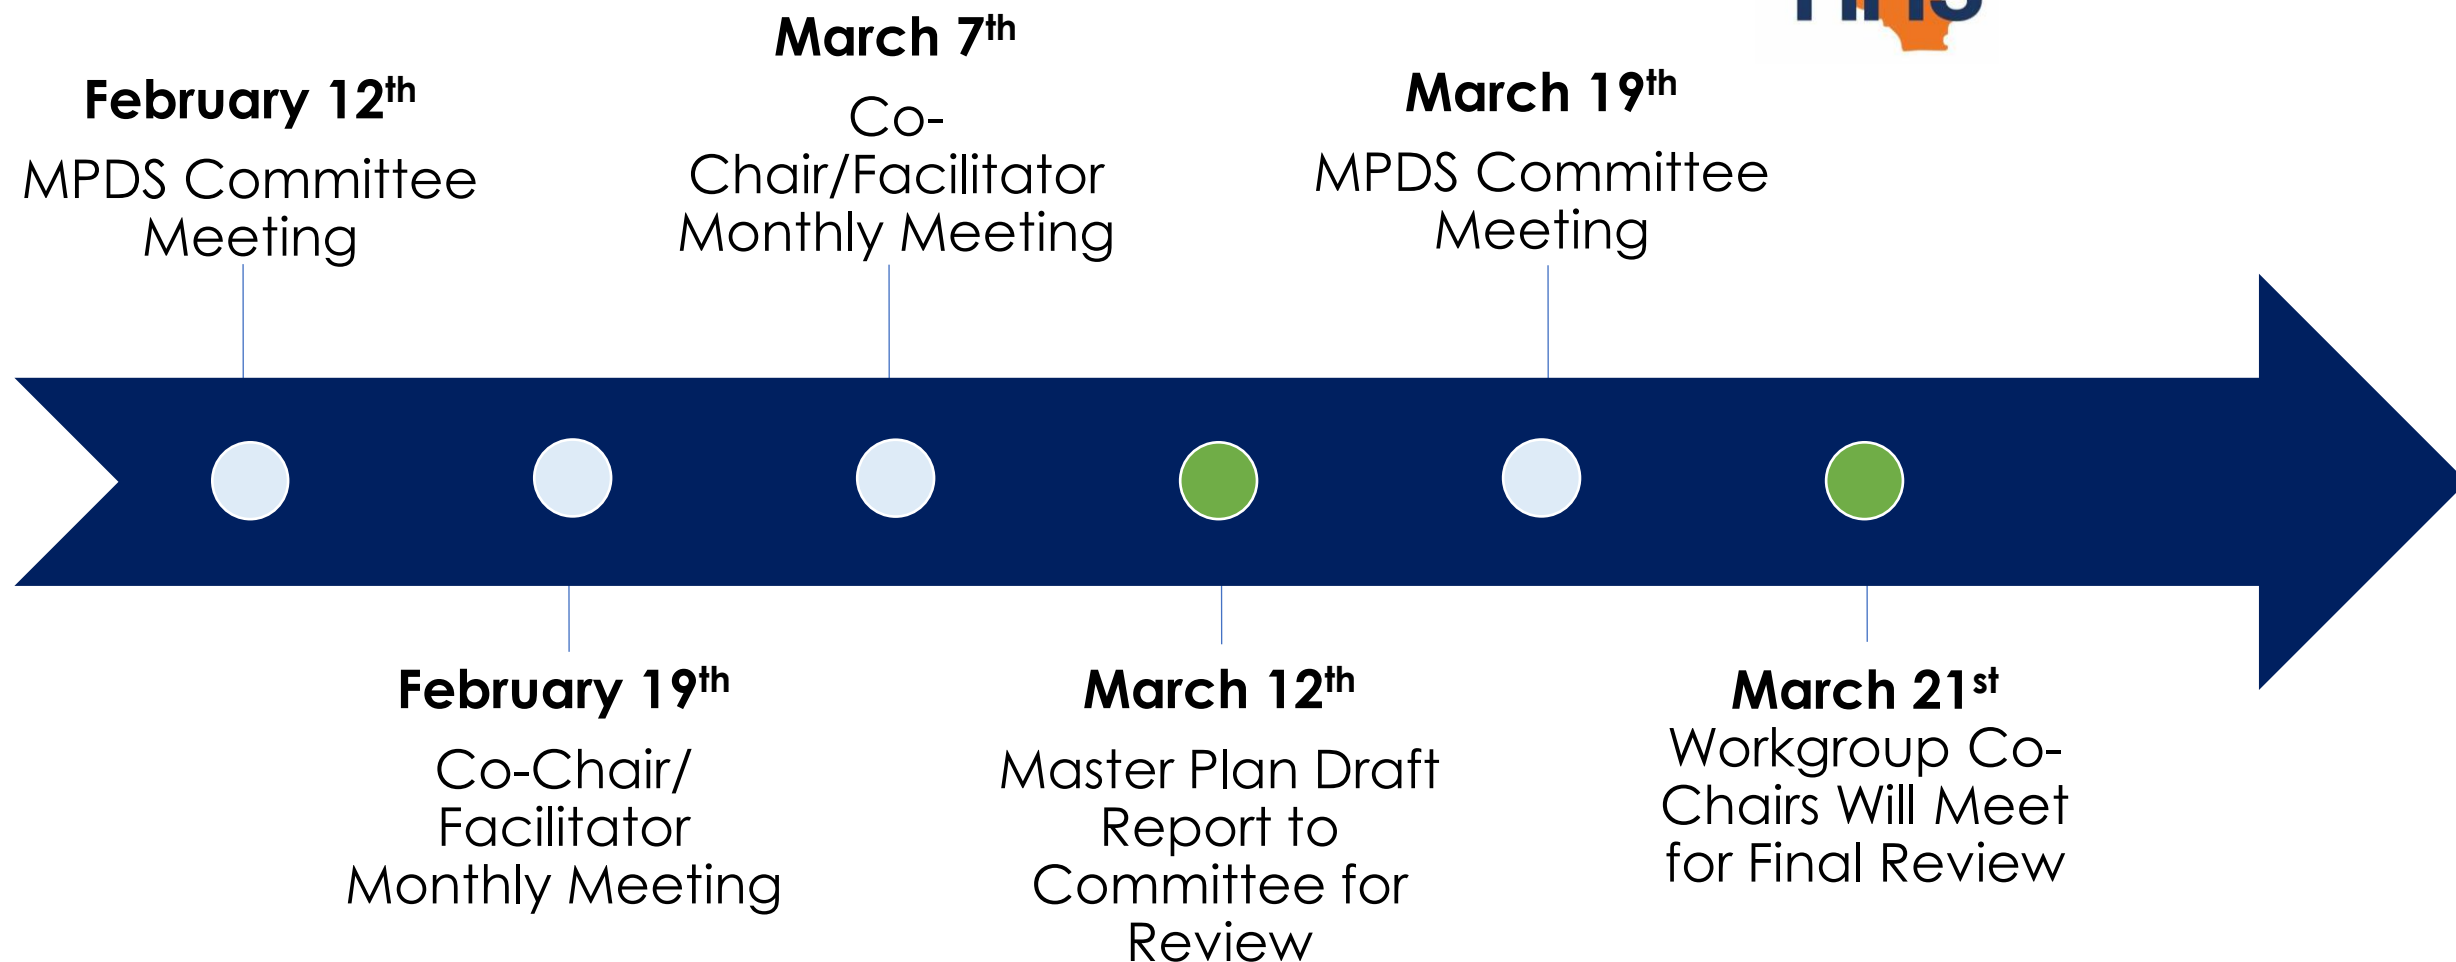 February 12th
MPDS Committee
Meeting
March 7th
Co-
Chair/Facilitator
Monthly Meeting
March 19th
MPDS Committee
Meeting
February 19th
Co-Chair/
Facilitator
Monthly Meeting
March 12th
Master Plan Draft
Report to
Committee for
Review
March 21st
Workgroup Co-
Chairs Will Meet
for Final Review